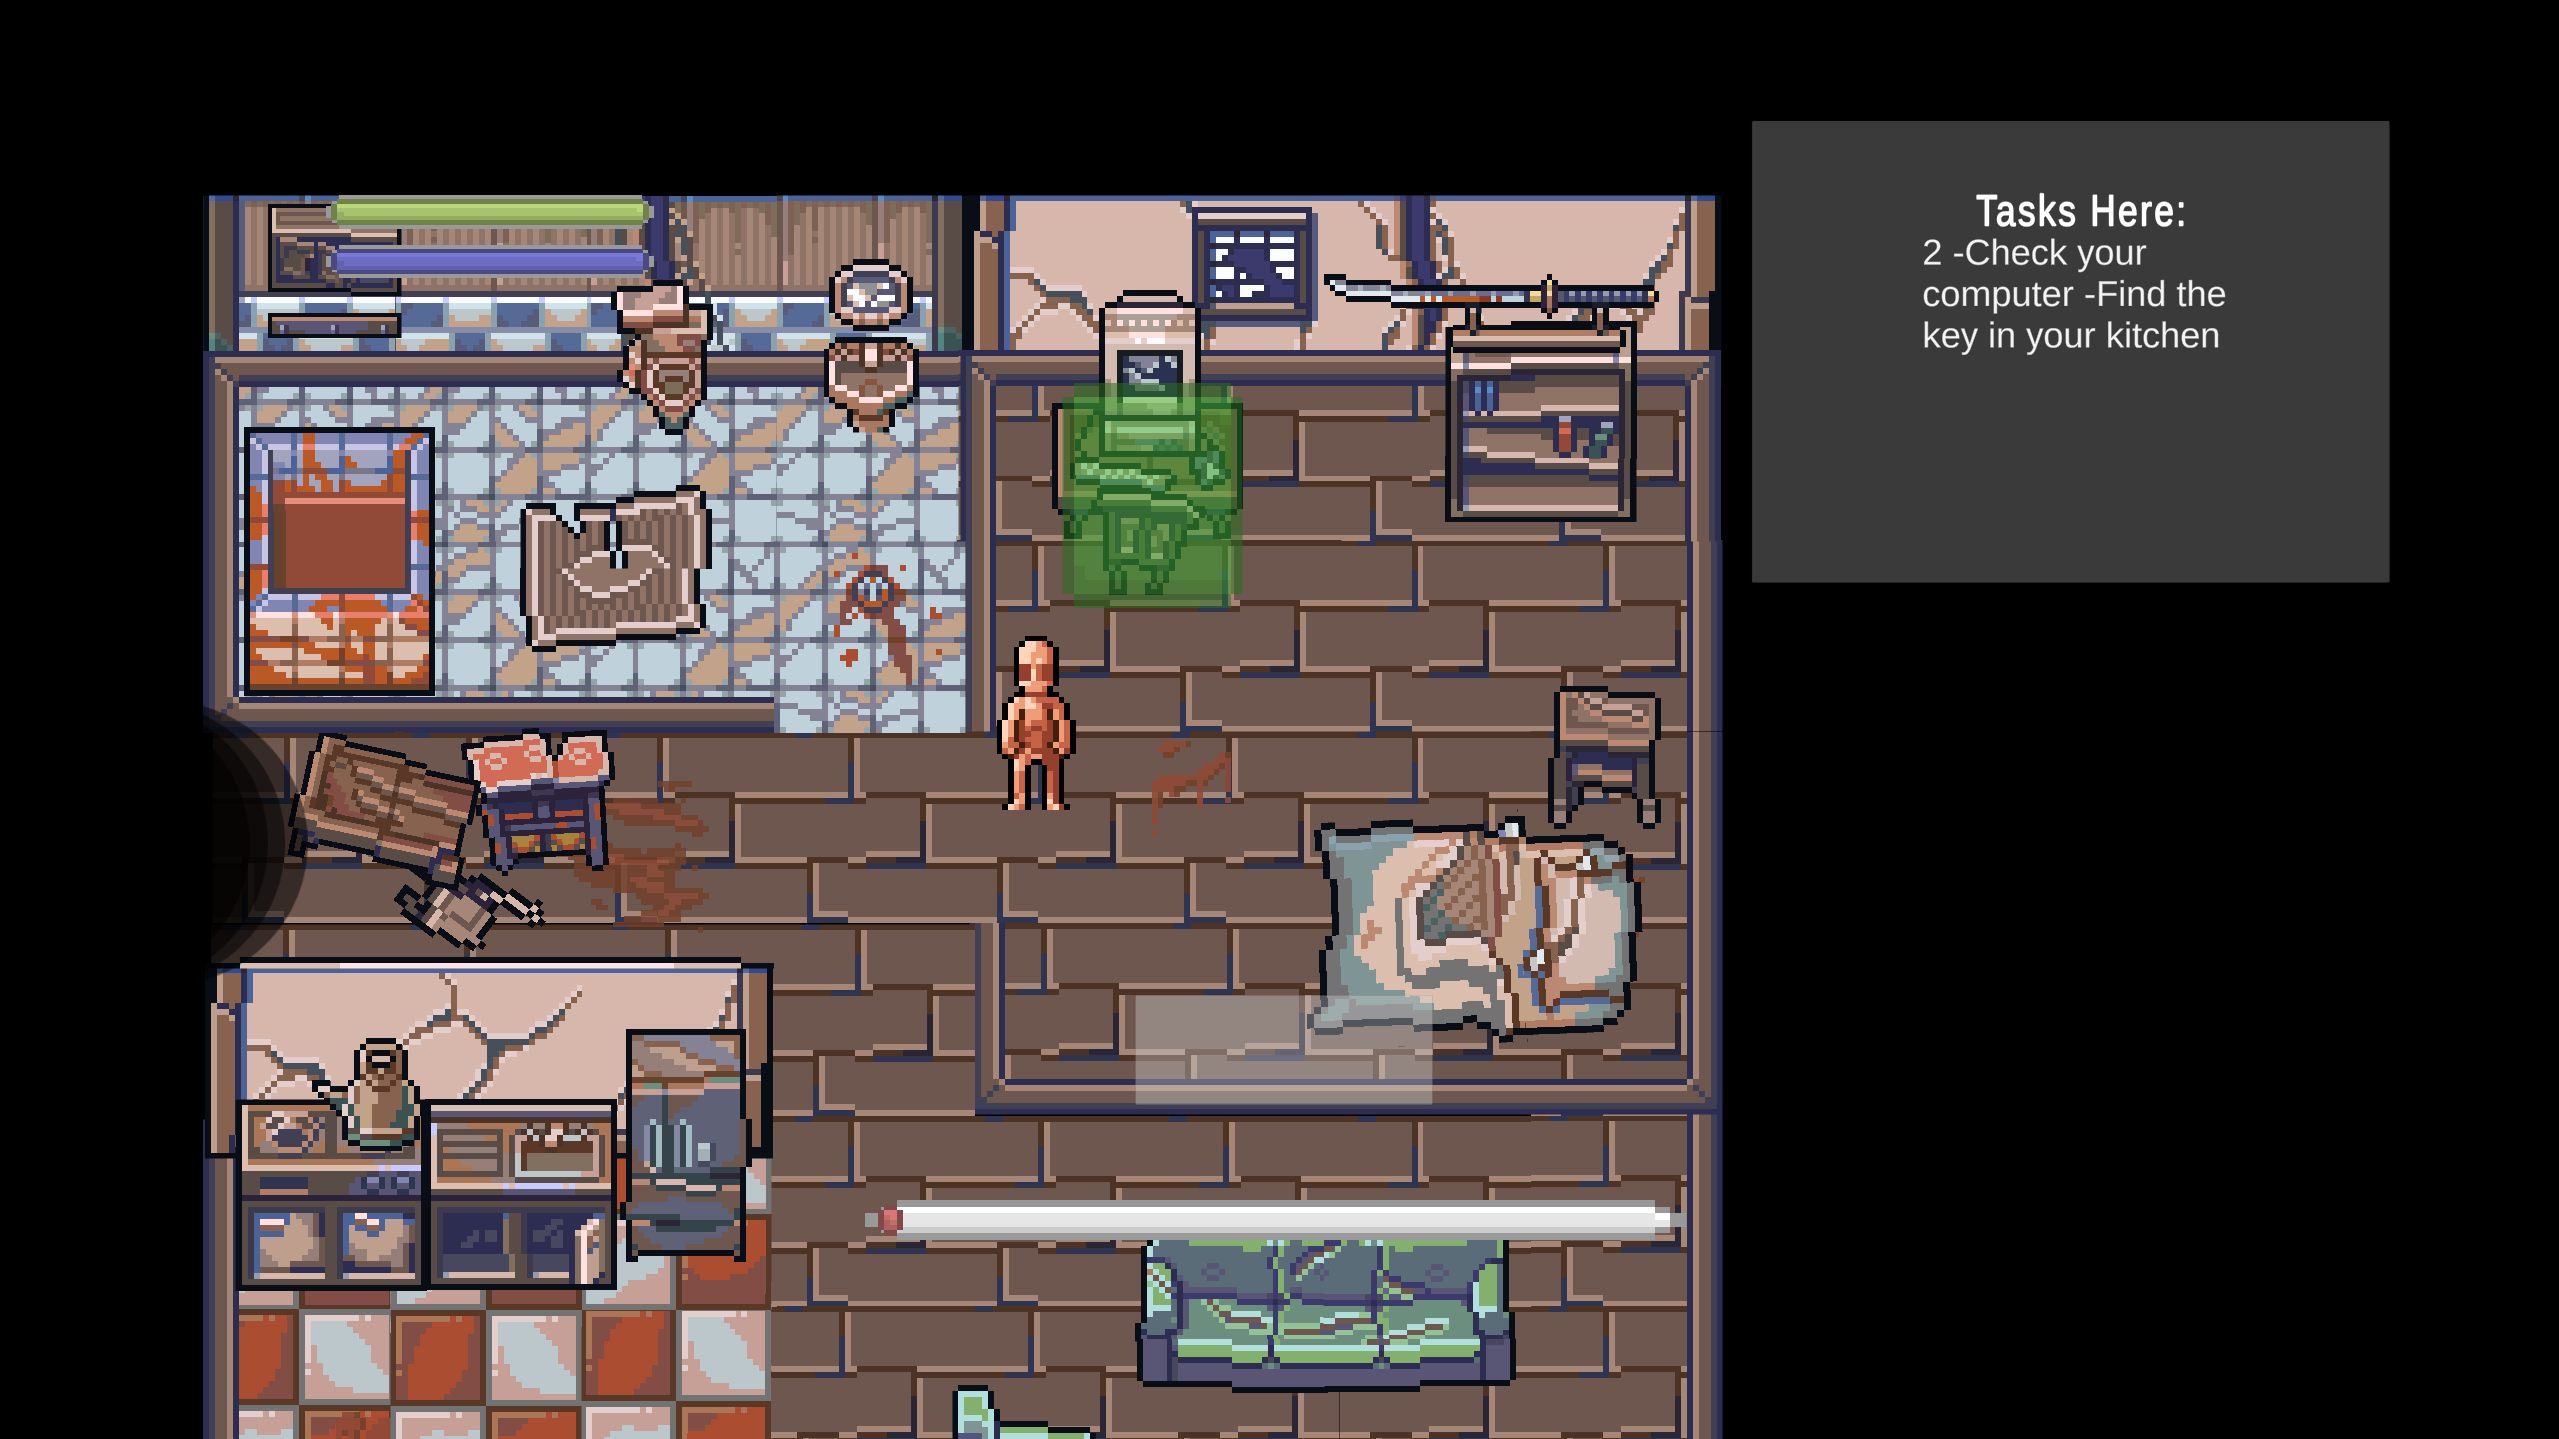 Tasks Here:
2 -Check your
computer -Find the
key in your kitchen